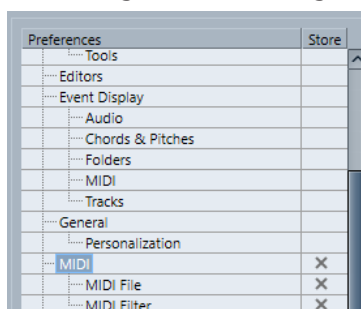 Preferences Store
Tools
Editors
Event Display
Audio
Chords & Pitches
Folders
MIDI
Tracks
General
Personalization
MIDI
MIDI File
MIDI Filter